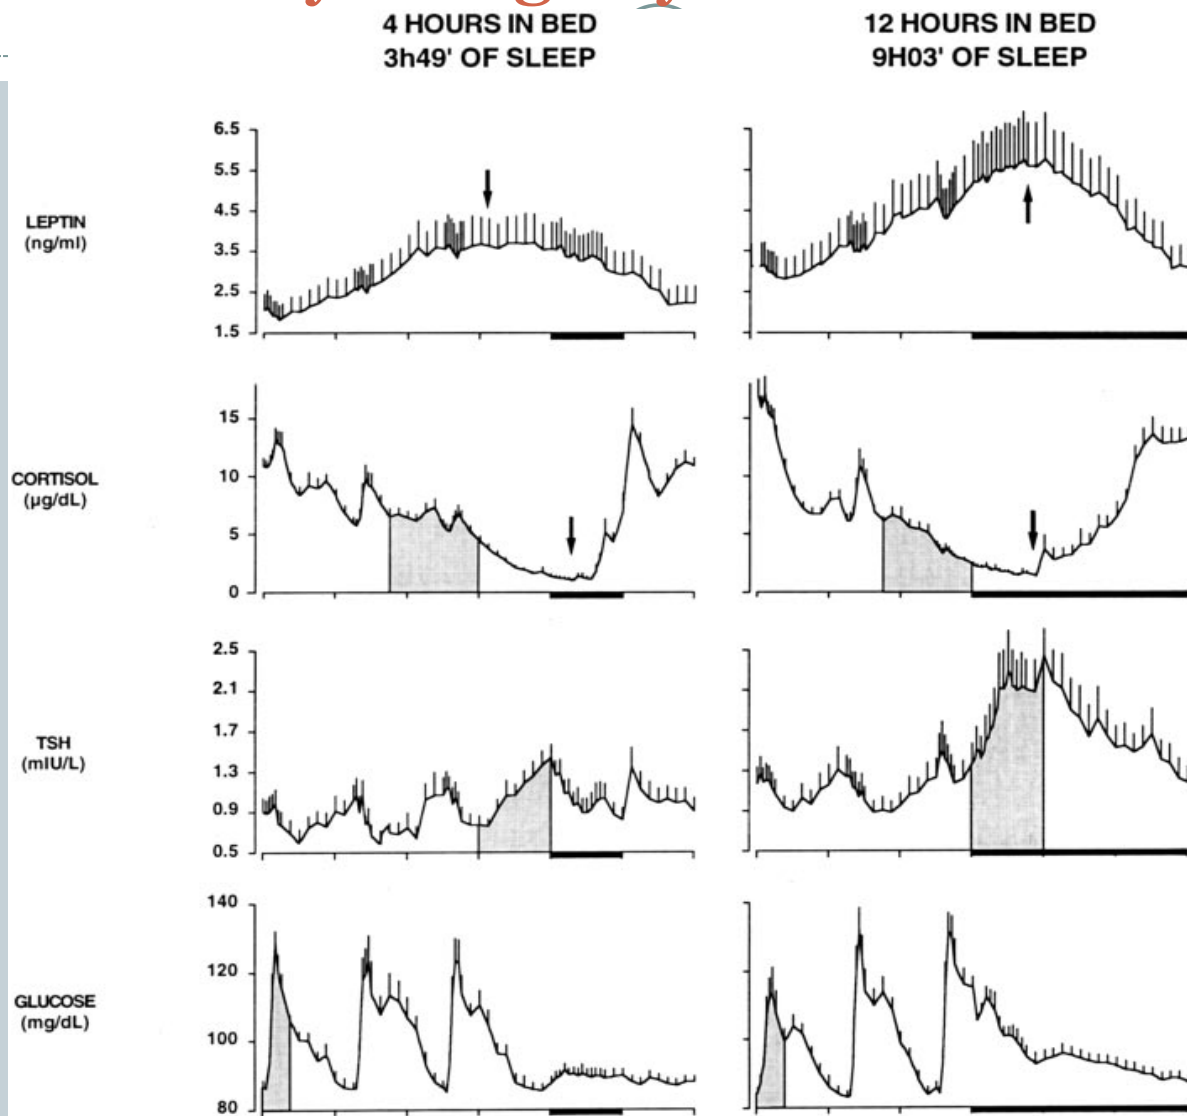 4 HOURS IN BED
3h49' OF SLEEP
12 HOURS IN BED
9H03' OF SLEEP
LEPTIN
(ng/ml)
6.5
5.5
4.5
3.5
2.5
1.5
CORTISOL
(µg/dL)
15
10
5
0
TSH
(mIU/L)
2.5
2.1
1.7
1.3
0.9
0.5
GLUCOSE
(mg/dL)
140
120
100
80